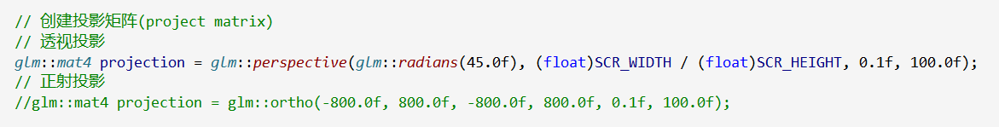 // 创建投影矩阵(project matrix)
// 透视投影
glm::mat4 projection = glm::perspective(glm::radians(45.0f), (float)SCR_WIDTH / (float)SCR_HEIGHT, 0.1f, 100.0f);
// 正射投影
//glm::mat4 projection = glm::ortho(-800.0f, 800.0f, -800.0f, 800.0f, 0.1f, 100.0f);